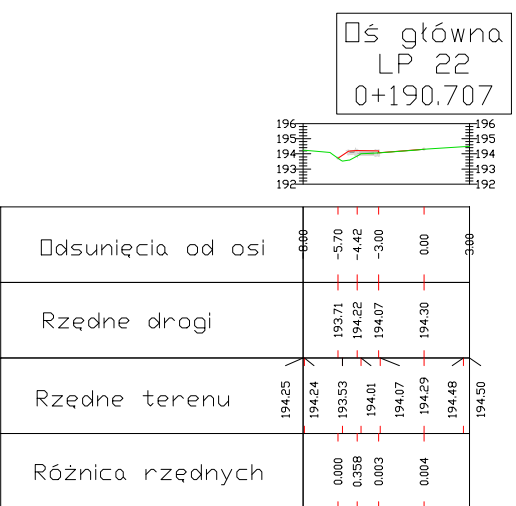 ▯ś główna
LP 22
0+190.707
196 196
195 195
194 194
193 193
192 192
▯dsunięcia od osi -8.00 -5.70 -4.42 -3.00 0.00 3.00
Rzędne drogi 193.71 194.22 194.07 194.30
Rzędne terenu 194.25 194.24 193.53 194.01 194.07 194.29 194.48 194.50
Różnica rzędnych 0.000 0.358 0.003 0.004